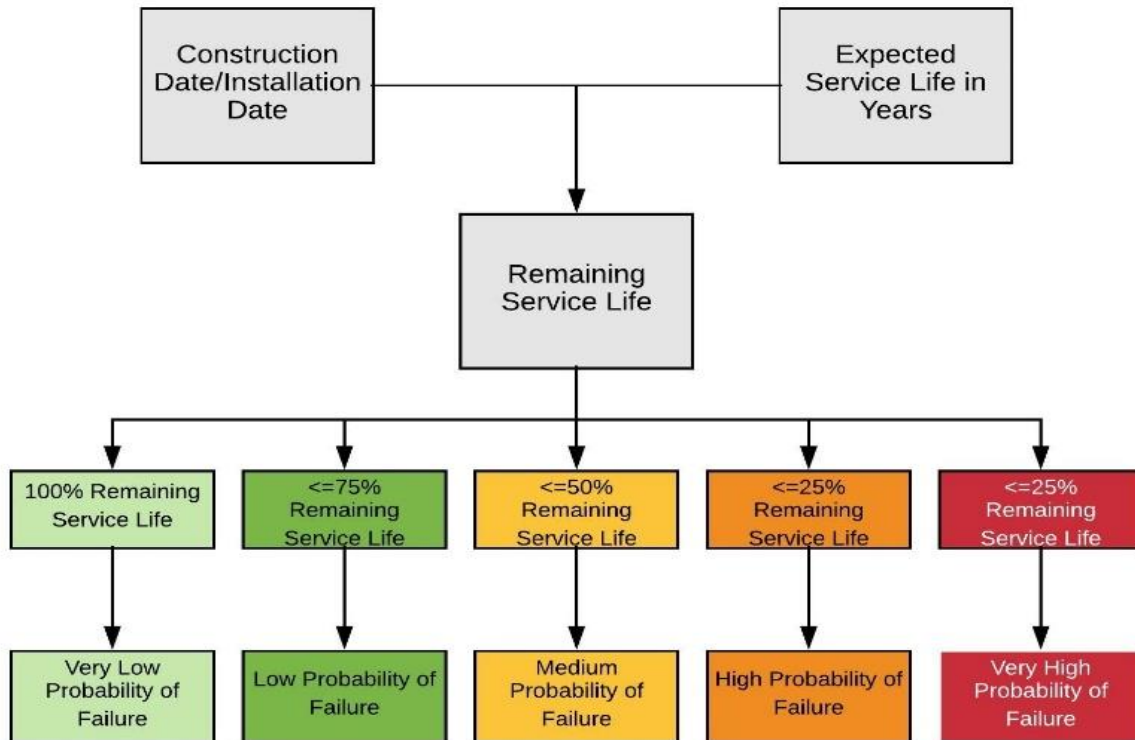 Construction
Date/Installation
Date
Expected
Service Life in
Years
Remaining
Service Life
100% Remaining
Service Life
<=75%
Remaining
Service Life
<=50%
Remaining
Service Life
<=25%
Remaining
Service Life
<=25%
Remaining
Service Life
Very Low
Probability of
Failure
Low Probability of
Failure
Medium
Probability of
Failure
High Probability of
Failure
Very High
Probability of
Failure